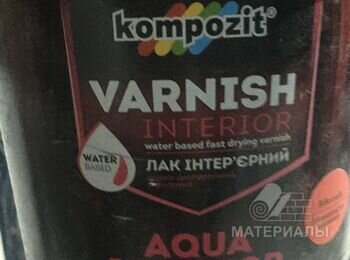 kompozit®
VARNISH
INTERIOR
water based fast drying varnish
WATER
BASED
ЛАК ІНТЕР'ЄРНИЙ
МАТЕРИАЛЫ
AQUA